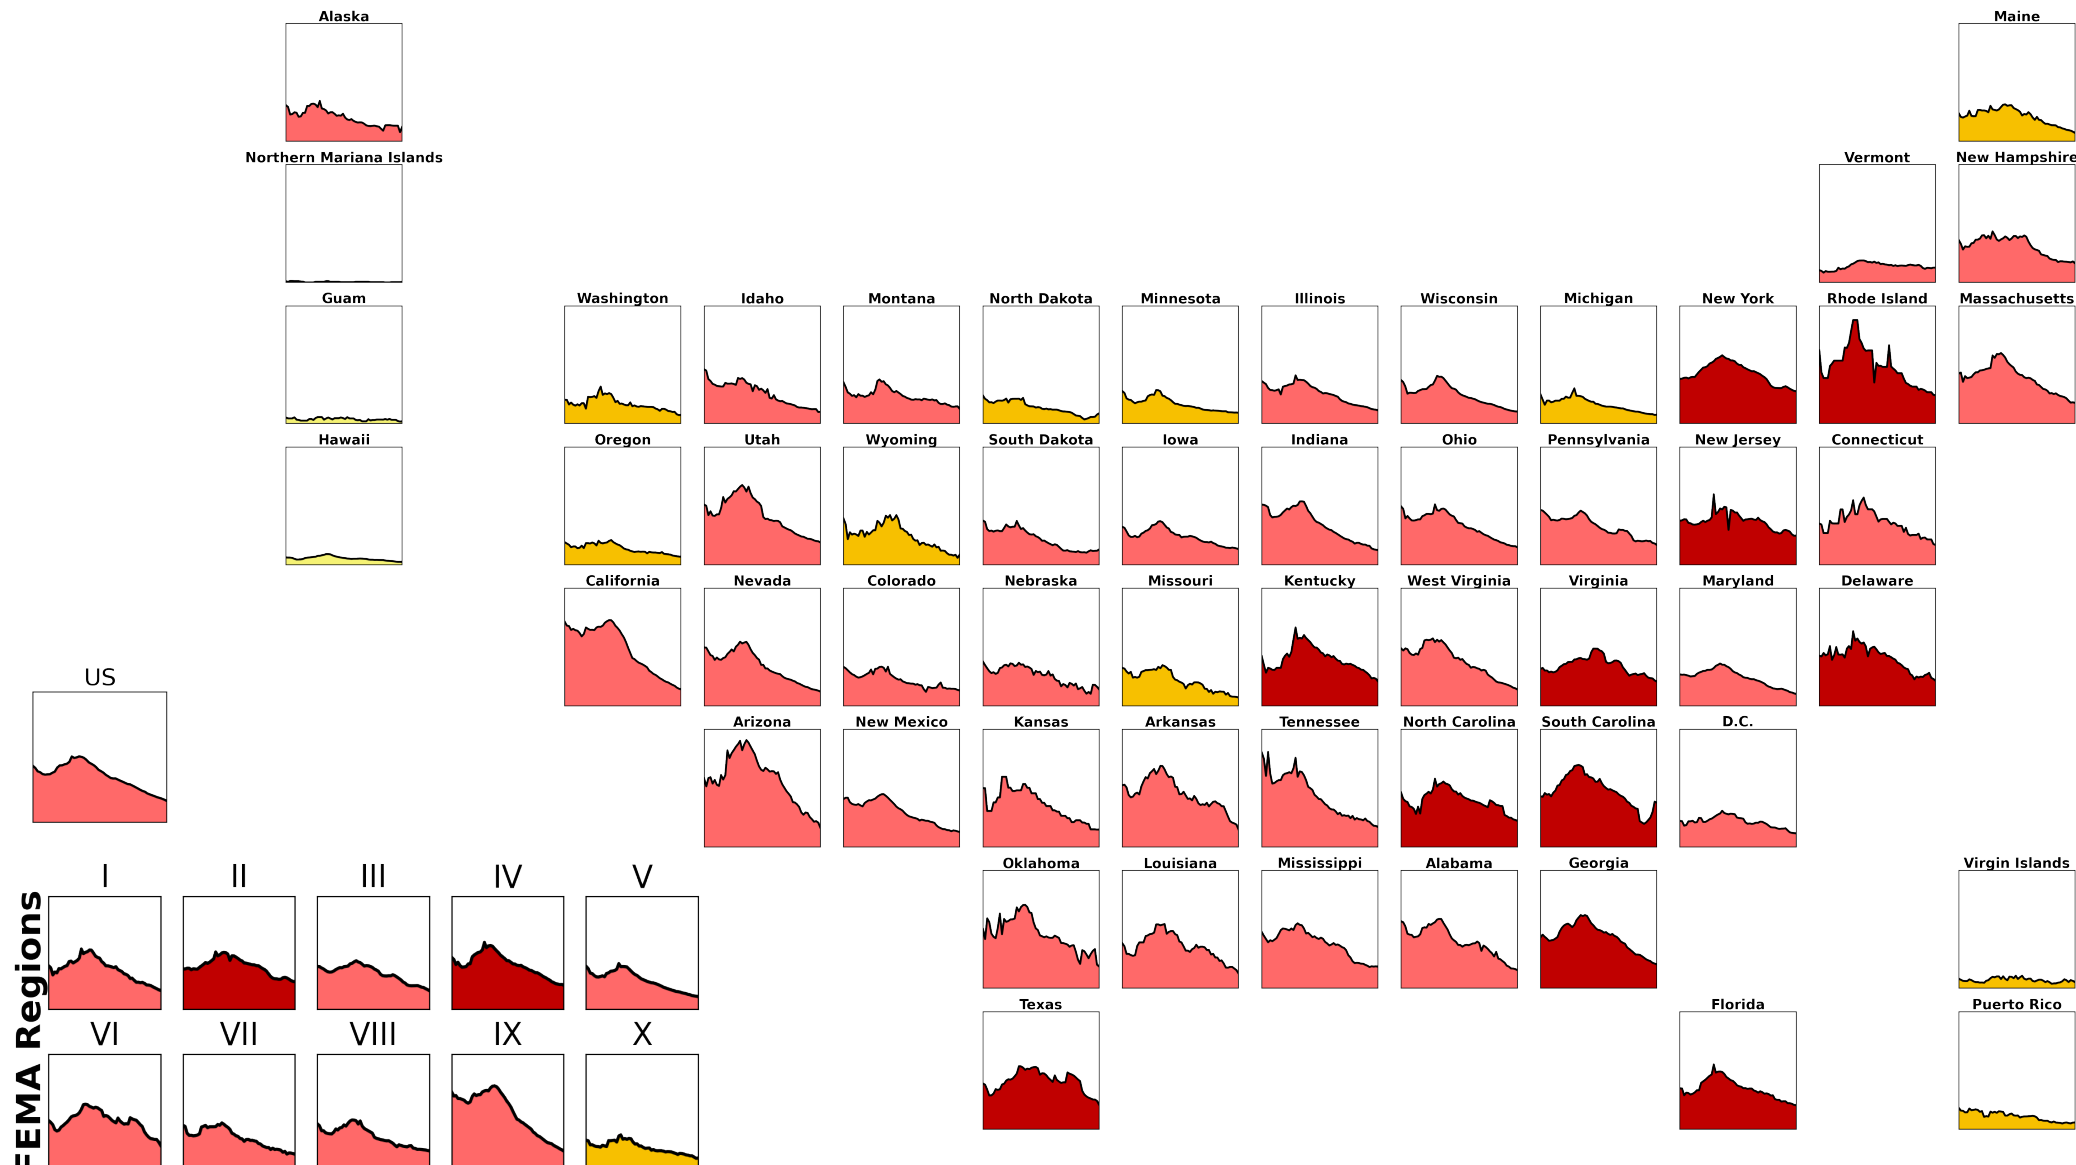 Alaska
Maine
Northern Mariana Islands
Vermont
New Hampshire
Guam
Washington
Idaho
Montana
North Dakota
Minnesota
Illinois
Wisconsin
Michigan
New York
Rhode Island
Massachusetts
Hawaii
Oregon
Utah
Wyoming
South Dakota
Iowa
Indiana
Ohio
Pennsylvania
New Jersey
Connecticut
California
Nevada
Colorado
Nebraska
Missouri
Kentucky
West Virginia
Virginia
Maryland
Delaware
US
Arizona
New Mexico
Kansas
Arkansas
Tennessee
North Carolina
South Carolina
D.C.
Oklahoma
Louisiana
Mississippi
Alabama
Georgia
Virgin Islands
Texas
Florida
Puerto Rico
FEMA Regions
I
II
III
IV
V
VI
VII
VIII
IX
X